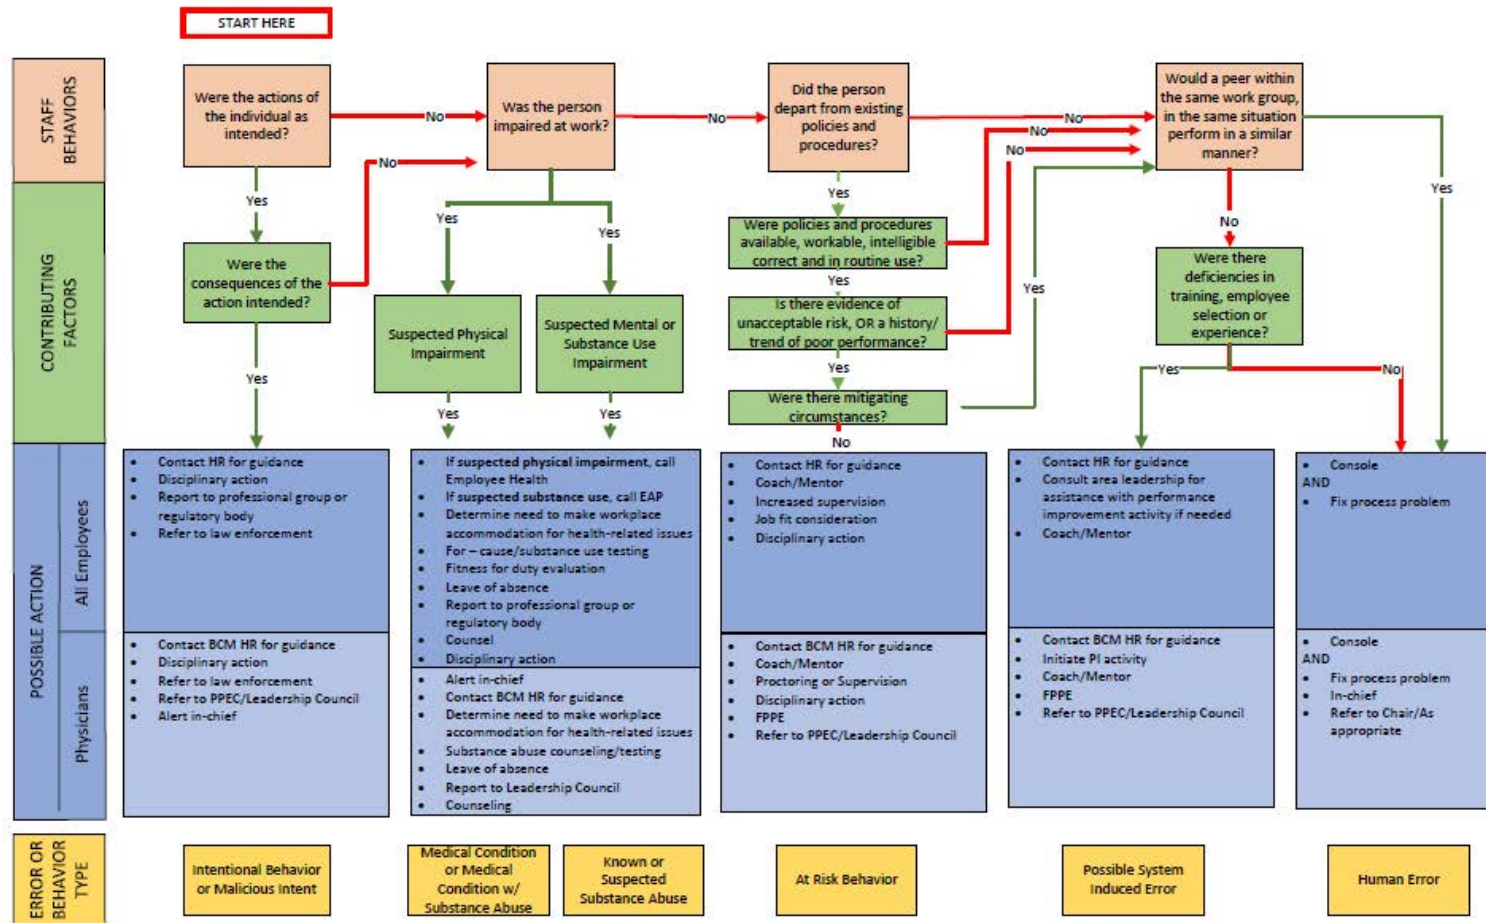 START HERE
STAFF
BEHAVIORS
Were the actions of
the individual as
intended?
No
Was the person
impaired at work?
No
Did the person
depart from existing
policies and
procedures?
No
Would a peer within
the same work group,
in the same situation
perform in a similar
manner?
No
No
Yes
Yes
Yes
Yes
Yes
No
CONTRIBUTING
FACTORS
Were the
consequences of the
action intended?
Yes
Suspected Physical
Impairment
Yes
Suspected Mental or
Substance Use
Impairment
Yes
Were policies and procedures
available, workable, intelligible
correct and in routine use?
Yes
Is there evidence of
unacceptable risk, OR a history/
trend of poor performance?
Yes
Were there mitigating
circumstances?
No
Yes
Were there
deficiencies in
training, employee
selection or
experience?
Yes
No
POSSIBLE ACTION
All Employees
• Contact HR for guidance
• Disciplinary action
• Report to professional group or
regulatory body
• Refer to law enforcement
• If suspected physical impairment, call
Employee Health
• If suspected substance use, call EAP
• Determine need to make workplace
accommodation for health-related issues
• For – cause/substance use testing
• Fitness for duty evaluation
• Leave of absence
• Report to professional group or
regulatory body
• Counsel
• Disciplinary action
• Contact HR for guidance
• Coach/Mentor
• Increased supervision
• Job fit consideration
• Disciplinary action
• Contact HR for guidance
• Consult area leadership for
assistance with performance
improvement activity if needed
• Coach/Mentor
• Console
AND
• Fix process problem
Physicians
• Contact BCM HR for guidance
• Disciplinary action
• Refer to law enforcement
• Refer to PPEC/Leadership Council
• Alert in-chief
• Alert in-chief
• Contact BCM HR for guidance
• Determine need to make workplace
accommodation for health-related issues
• Substance abuse counseling/testing
• Leave of absence
• Report to Leadership Council
• Counseling
• Contact BCM HR for guidance
• Coach/Mentor
• Proctoring or Supervision
• Disciplinary action
• FPPE
• Refer to PPEC/Leadership Council
• Contact BCM HR for guidance
• Initiate PI activity
• Coach/Mentor
• FPPE
• Refer to PPEC/Leadership Council
• Console
AND
• Fix process problem
• In-chief
• Refer to Chair/As
appropriate
ERROR OR
BEHAVIOR
TYPE
Intentional Behavior
or Malicious Intent
Medical Condition
or Medical
Condition w/
Substance Abuse
Known or
Suspected
Substance Abuse
At Risk Behavior
Possible System
Induced Error
Human Error